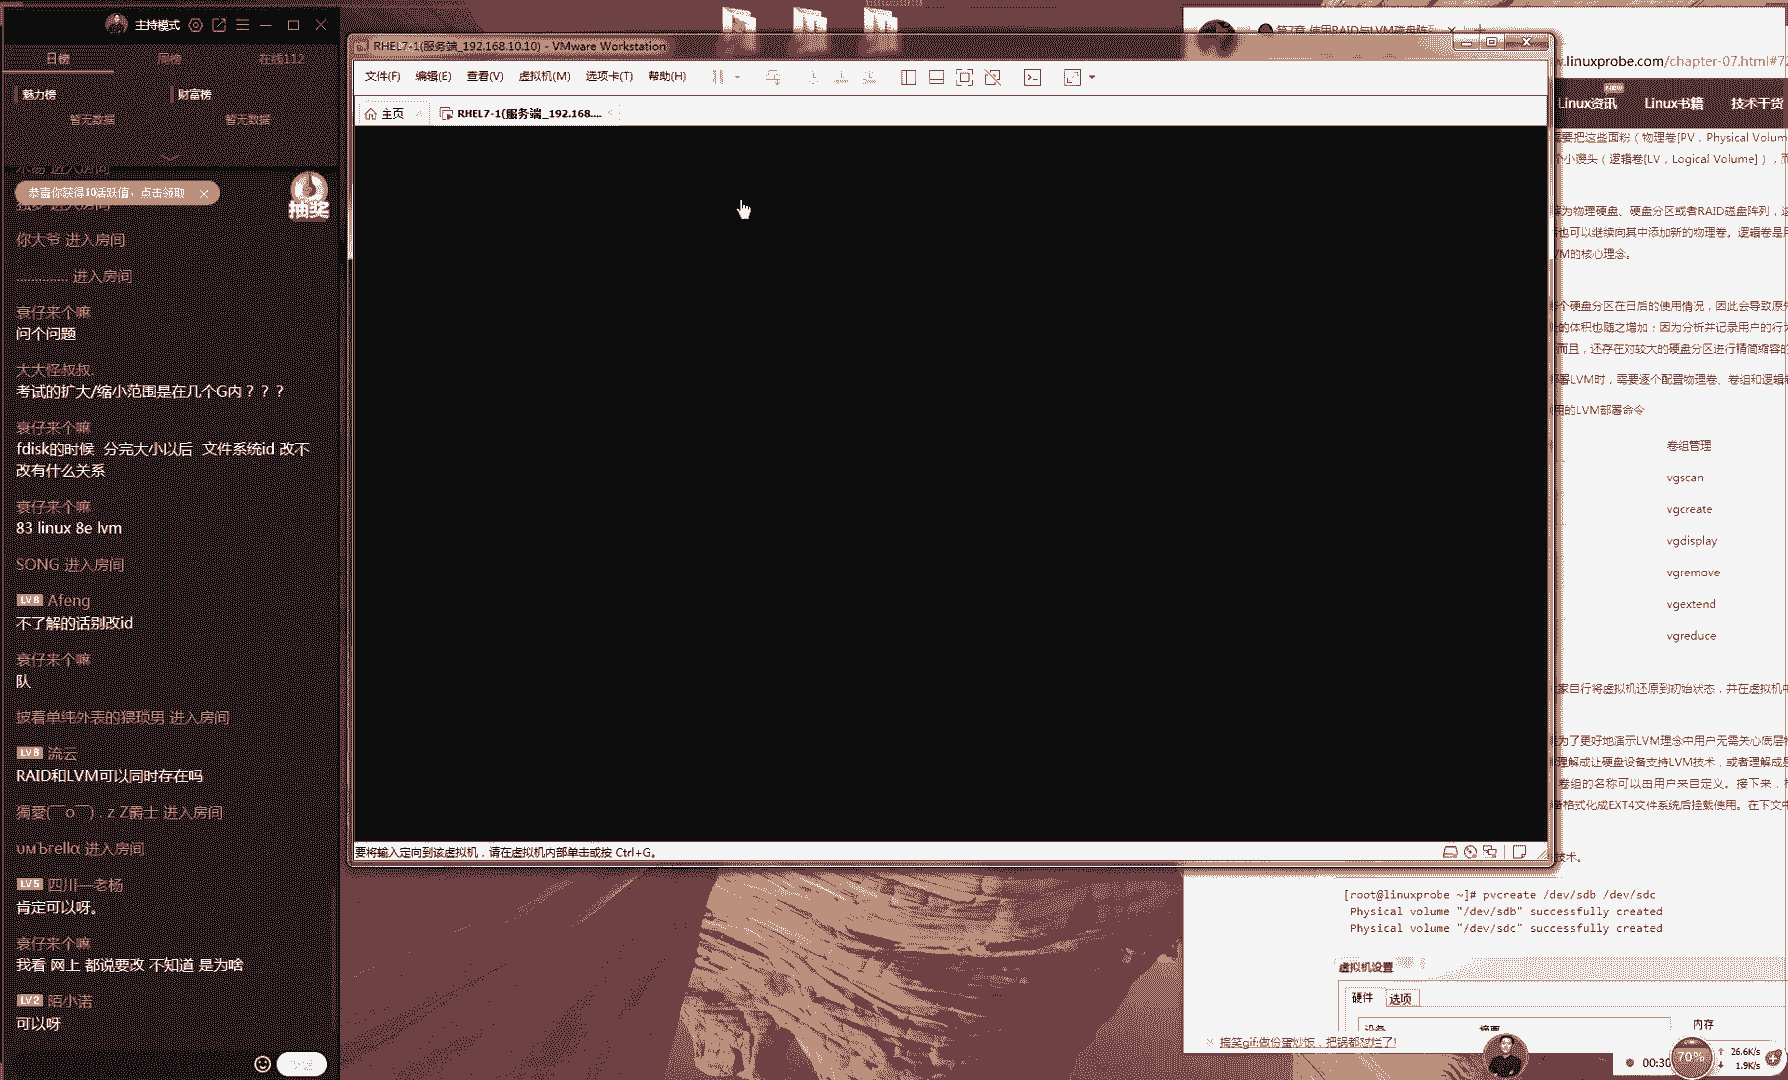 主持模式
日榜
周榜
在线112
魅力榜
财富榜
暂无数据
暂无数据
恭喜你获得10活跃值，点击领取
抽奖
你大爷 进入房间
.............. 进入房间
衰仔来个嘛
问个问题
大大怪叔叔.
考试的扩大/缩小范围是在几个G内？？？
衰仔来个嘛
fdisk的时候 分完大小以后 文件系统id 改不
改有什么关系
衰仔来个嘛
83 linux 8e lvm
SONG 进入房间
LV6 Afeng
不了解的话别改id
衰仔来个嘛
队
披着单纯外表的猥琐男 进入房间
LV6 流云
RAID和LVM可以同时存在吗
进入房间
进入房间
LV5 四川—老杨
肯定可以呀。
衰仔来个嘛
我看 网上 都说要改 不知道 是为啥
LV2 陌小诺
可以呀
RHEL7-1(服务端_192.168.10.10) - VMware Workstation
文件(F) 编辑(E) 查看(V) 虚拟机(M) 选项卡(T) 帮助(H)
主页
RHEL7-1(服务端_192.168....
要将输入定向到该虚拟机，请在虚拟机内部单击或按 Ctrl+G。
第7章 使用RAID与LVM磁盘阵
w.linuxprobe.com/chapter-07.html#72
Linux资讯 Linux书籍 技术干货
要把这些面粉（物理卷[PV，Physical Volum
个小馒头（逻辑卷[LV，Logical Volume]），
为物理硬盘、硬盘分区或者RAID磁盘阵列，
也可以继续向其中添加新的物理卷。逻辑卷是
VM的核心理念。
个硬盘分区在日后的使用情况，因此会导致原
的体积也随之增加；因为分析并记录用户的行
而且，还存在对较大的硬盘分区进行精简缩容的
署LVM时，需要逐个配置物理卷、卷组和逻辑
用的LVM部署命令
卷组管理
vgscan
vgcreate
vgdisplay
vgremove
vgextend
vgreduce
家自行将虚拟机还原到初始状态，并在虚拟机
为了更好地演示LVM理念中用户无需关心底层
理解成让硬盘设备支持LVM技术，或者理解成
卷组的名称可以由用户来自定义。接下来，
备格式化成EXT4文件系统后挂载使用。在下文
技术。
[root@linuxprobe ~]# pvcreate /dev/sdb /dev/sdc
Physical volume "/dev/sdb" successfully created
Physical volume "/dev/sdc" successfully created
虚拟机设置
硬件 选项
设备 摘要
内存
搞笑gif:做份蛋炒饭，把锅都怼烂了!
00:30
70%
26.6K/s
1.9K/s